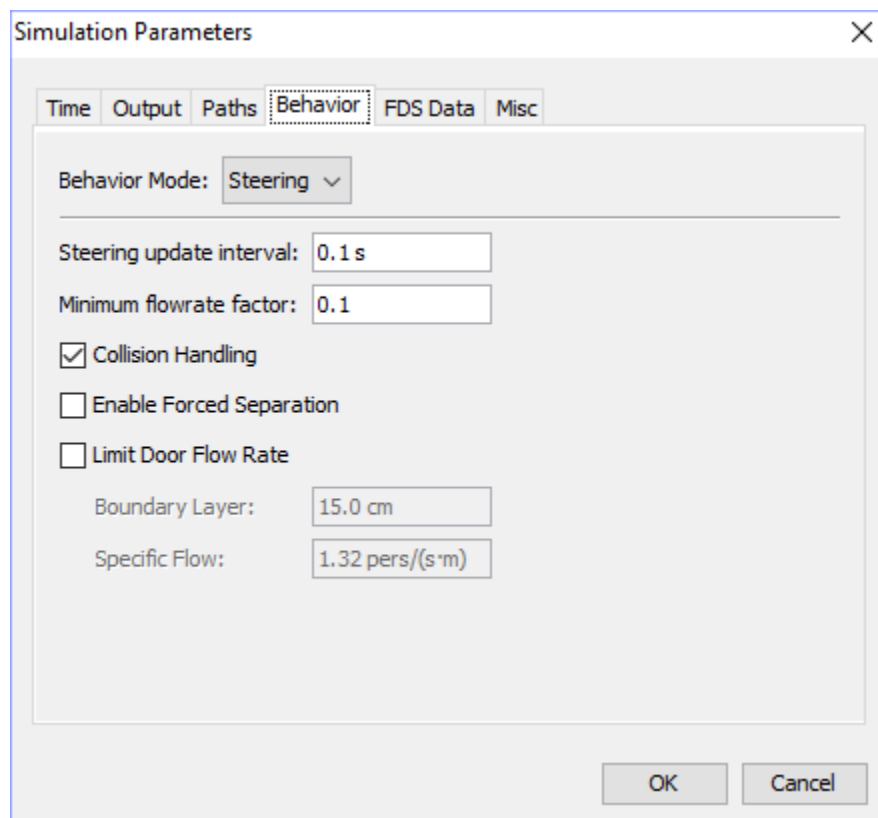 Simulation Parameters
Time Output Paths Behavior FDS Data Misc
Behavior Mode: Steering
Steering update interval: 0.1 s
Minimum flowrate factor: 0.1
Collision Handling
Enable Forced Separation
Limit Door Flow Rate
Boundary Layer: 15.0 cm
Specific Flow: 1.32 pers/(s·m)
OK Cancel